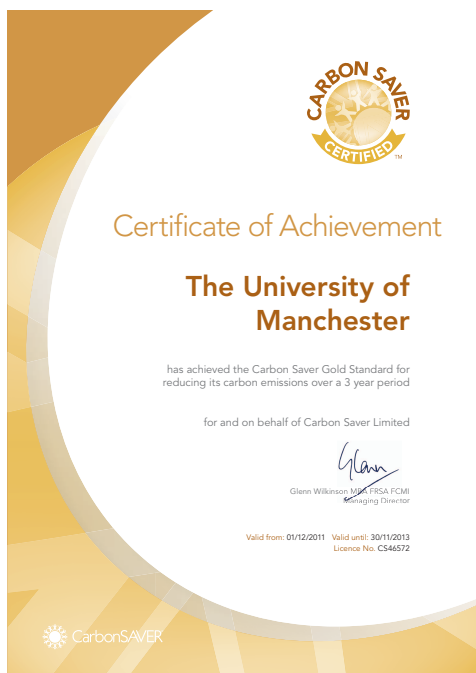 CARBON SAVER
CERTIFIED
TM
Certificate of Achievement
The University of
Manchester
has achieved the Carbon Saver Gold Standard for
reducing its carbon emissions over a 3 year period
for and on behalf of Carbon Saver Limited
Glenn
Glenn Wilkinson MBA FRSA FCMI
Managing Director
Valid from: 01/12/2011 Valid until: 30/11/2013
Licence No. CS46572
CarbonSAVER